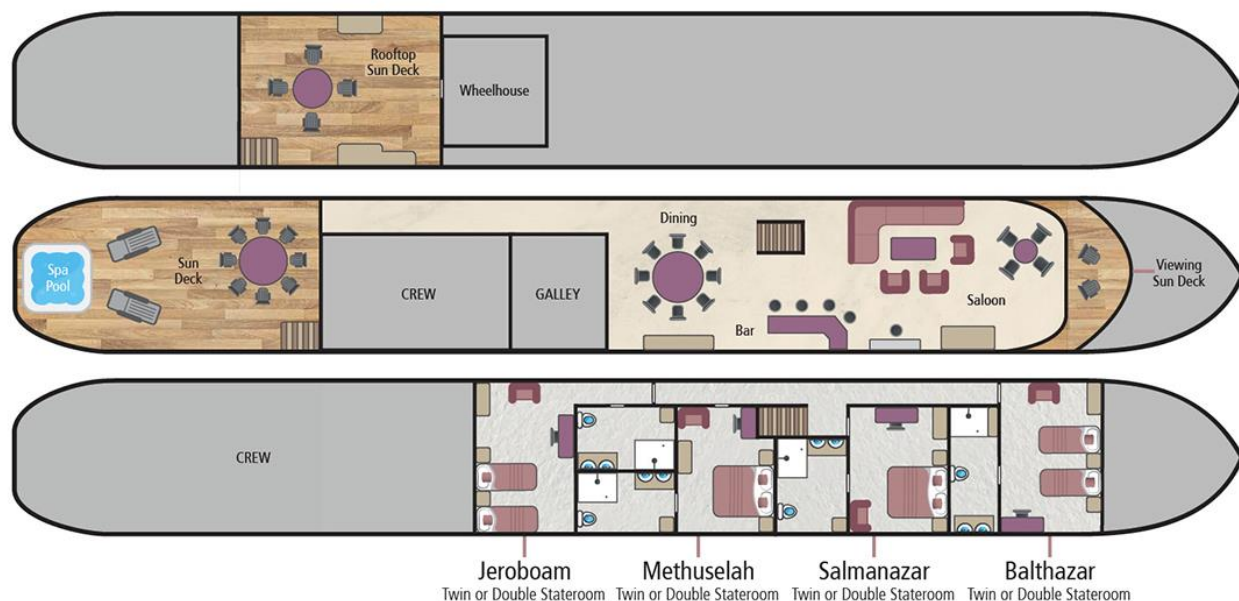 Rooftop
Sun Deck
Wheelhouse
Spa
Pool
Sun
Deck
CREW
GALLEY
Dining
Bar
Saloon
Viewing
Sun Deck
CREW
Jeroboam
Twin or Double Stateroom
Methuselah
Twin or Double Stateroom
Salmanazar
Twin or Double Stateroom
Balthazar
Twin or Double Stateroom